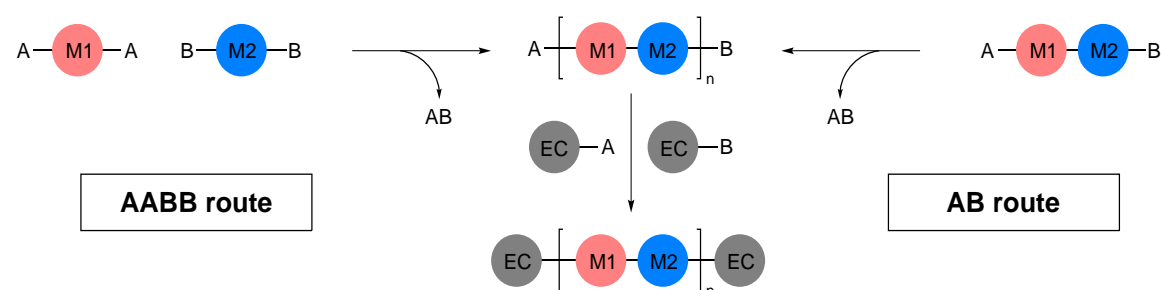 A M1 A B M2 B A M1 M2 B n A M1 M2 B
AB AB
EC A EC B
AABB route AB route
EC M1 M2 EC
n